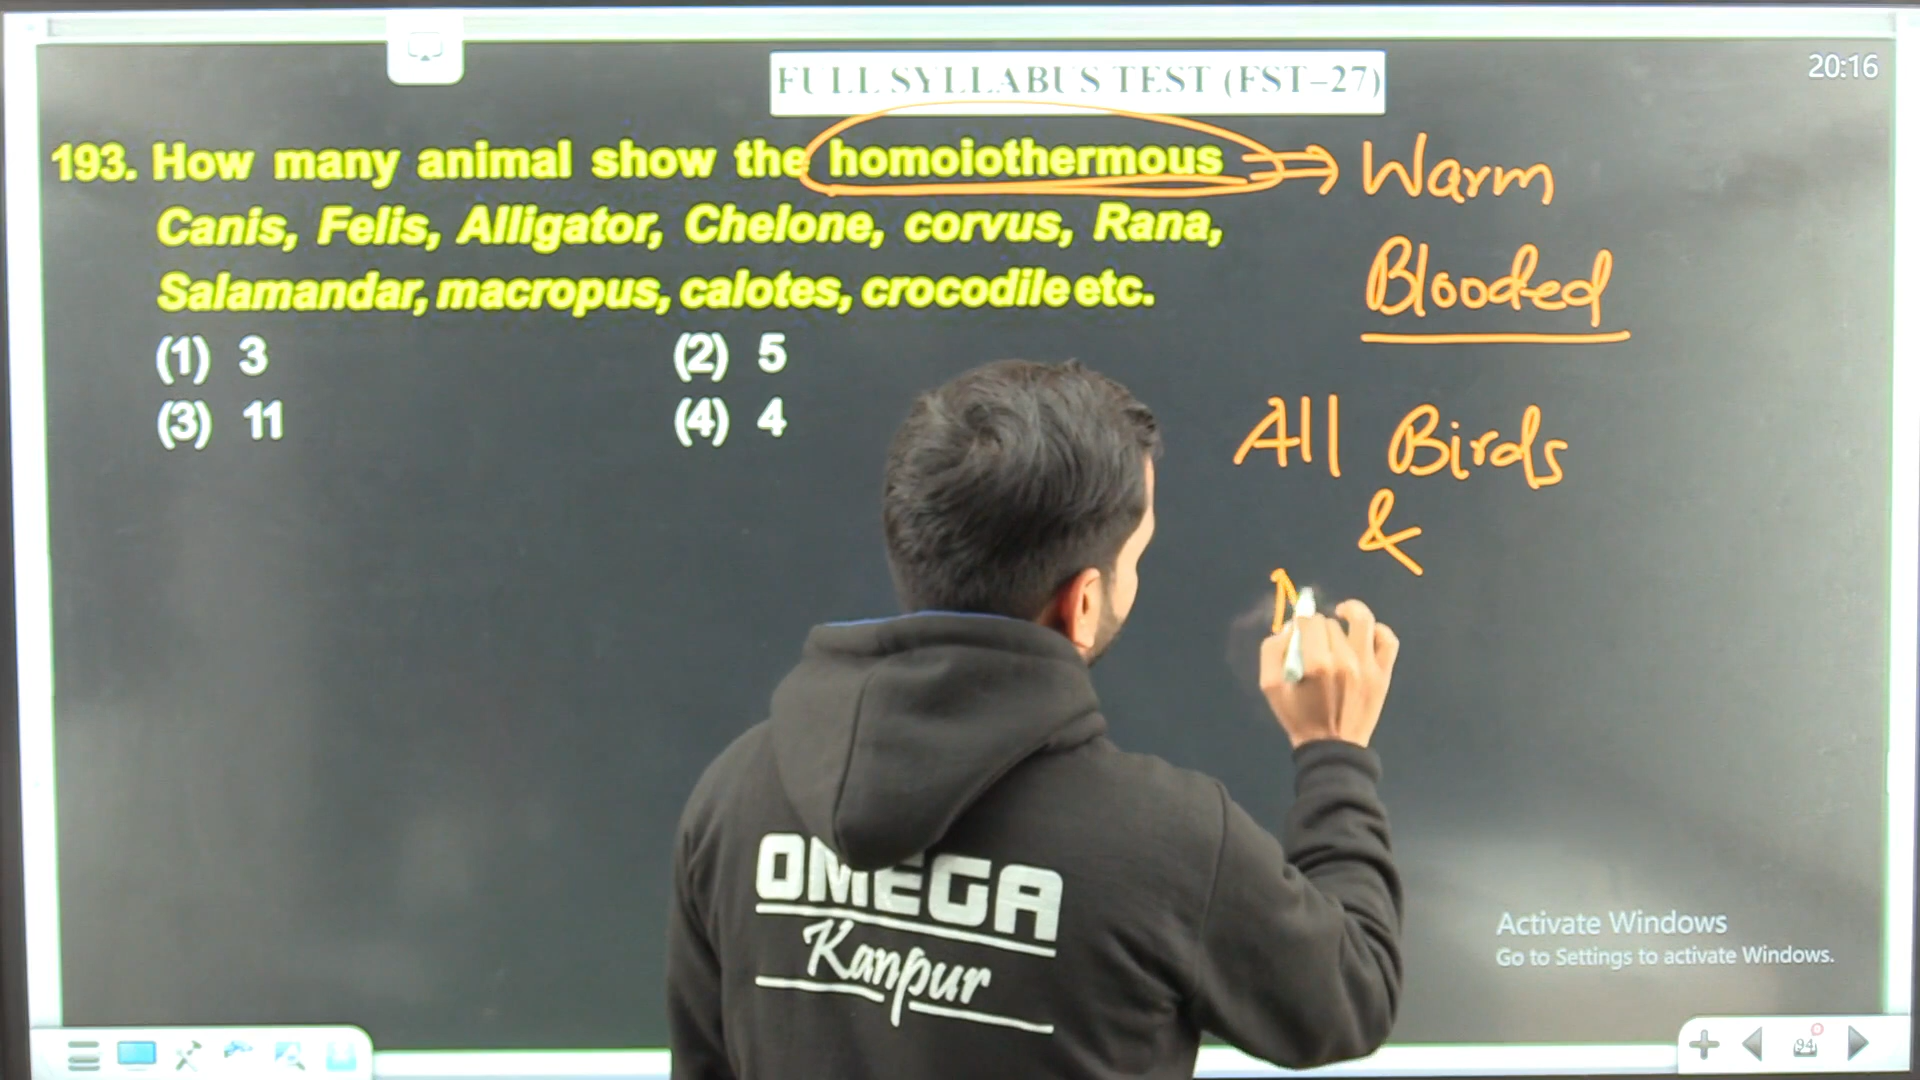 20:16
FULL SYLLABUS TEST (FST–27)
193. How many animal show the homoiothermous
Canis, Felis, Alligator, Chelone, corvus, Rana,
Salamandar, macropus, calotes, crocodile etc.
(1) 3 (2) 5
(3) 11 (4) 4
⇒ Warm
Blooded
All Birds
&
OMEGA
Kanpur
Activate Windows
Go to Settings to activate Windows.
94